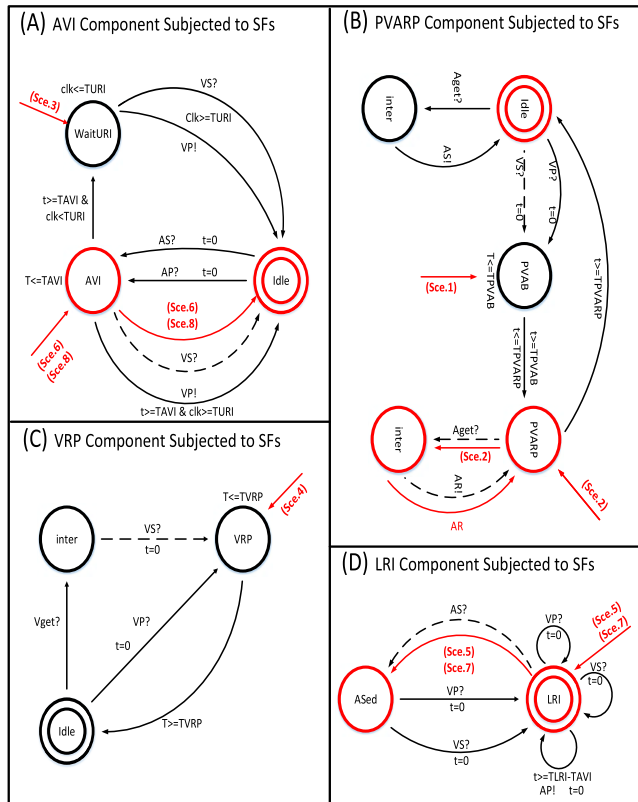 (A) AVI Component Subjected to SFs
clk<=TURI
(Sce.3)
WaitURI
VS?
Clk>=TURI
VP!
t>=TAVI &
clk<TURI
AS? t=0
AP? t=0
T<=TAVI
AVI
Idle
(Sce.6)
(Sce.8)
(Sce.6)
(Sce.8)
VS?
VP!
t>=TAVI & clk>=TURI
(B) PVARP Component Subjected to SFs
inter
Aget?
Idle
AS!
VS?
t=0
VP?
t=0
(Sce.1)
T<=TPVAB
PVAB
t>=TPVARP
t>=TPVAB
t<=TPVARP
inter
Aget?
(Sce.2)
PVARP
AR!
AR
(Sce.2)
(C) VRP Component Subjected to SFs
T<=TVRP
(Sce.4)
inter
VS?
t=0
VRP
Vget?
VP?
t=0
T>=TVRP
Idle
(D) LRI Component Subjected to SFs
AS?
(Sce.5)
(Sce.7)
VP?
t=0
(Sce.5)
(Sce.7)
VS?
t=0
ASed
VP?
t=0
LRI
VS?
t=0
t>=TLRI-TAVI
AP! t=0